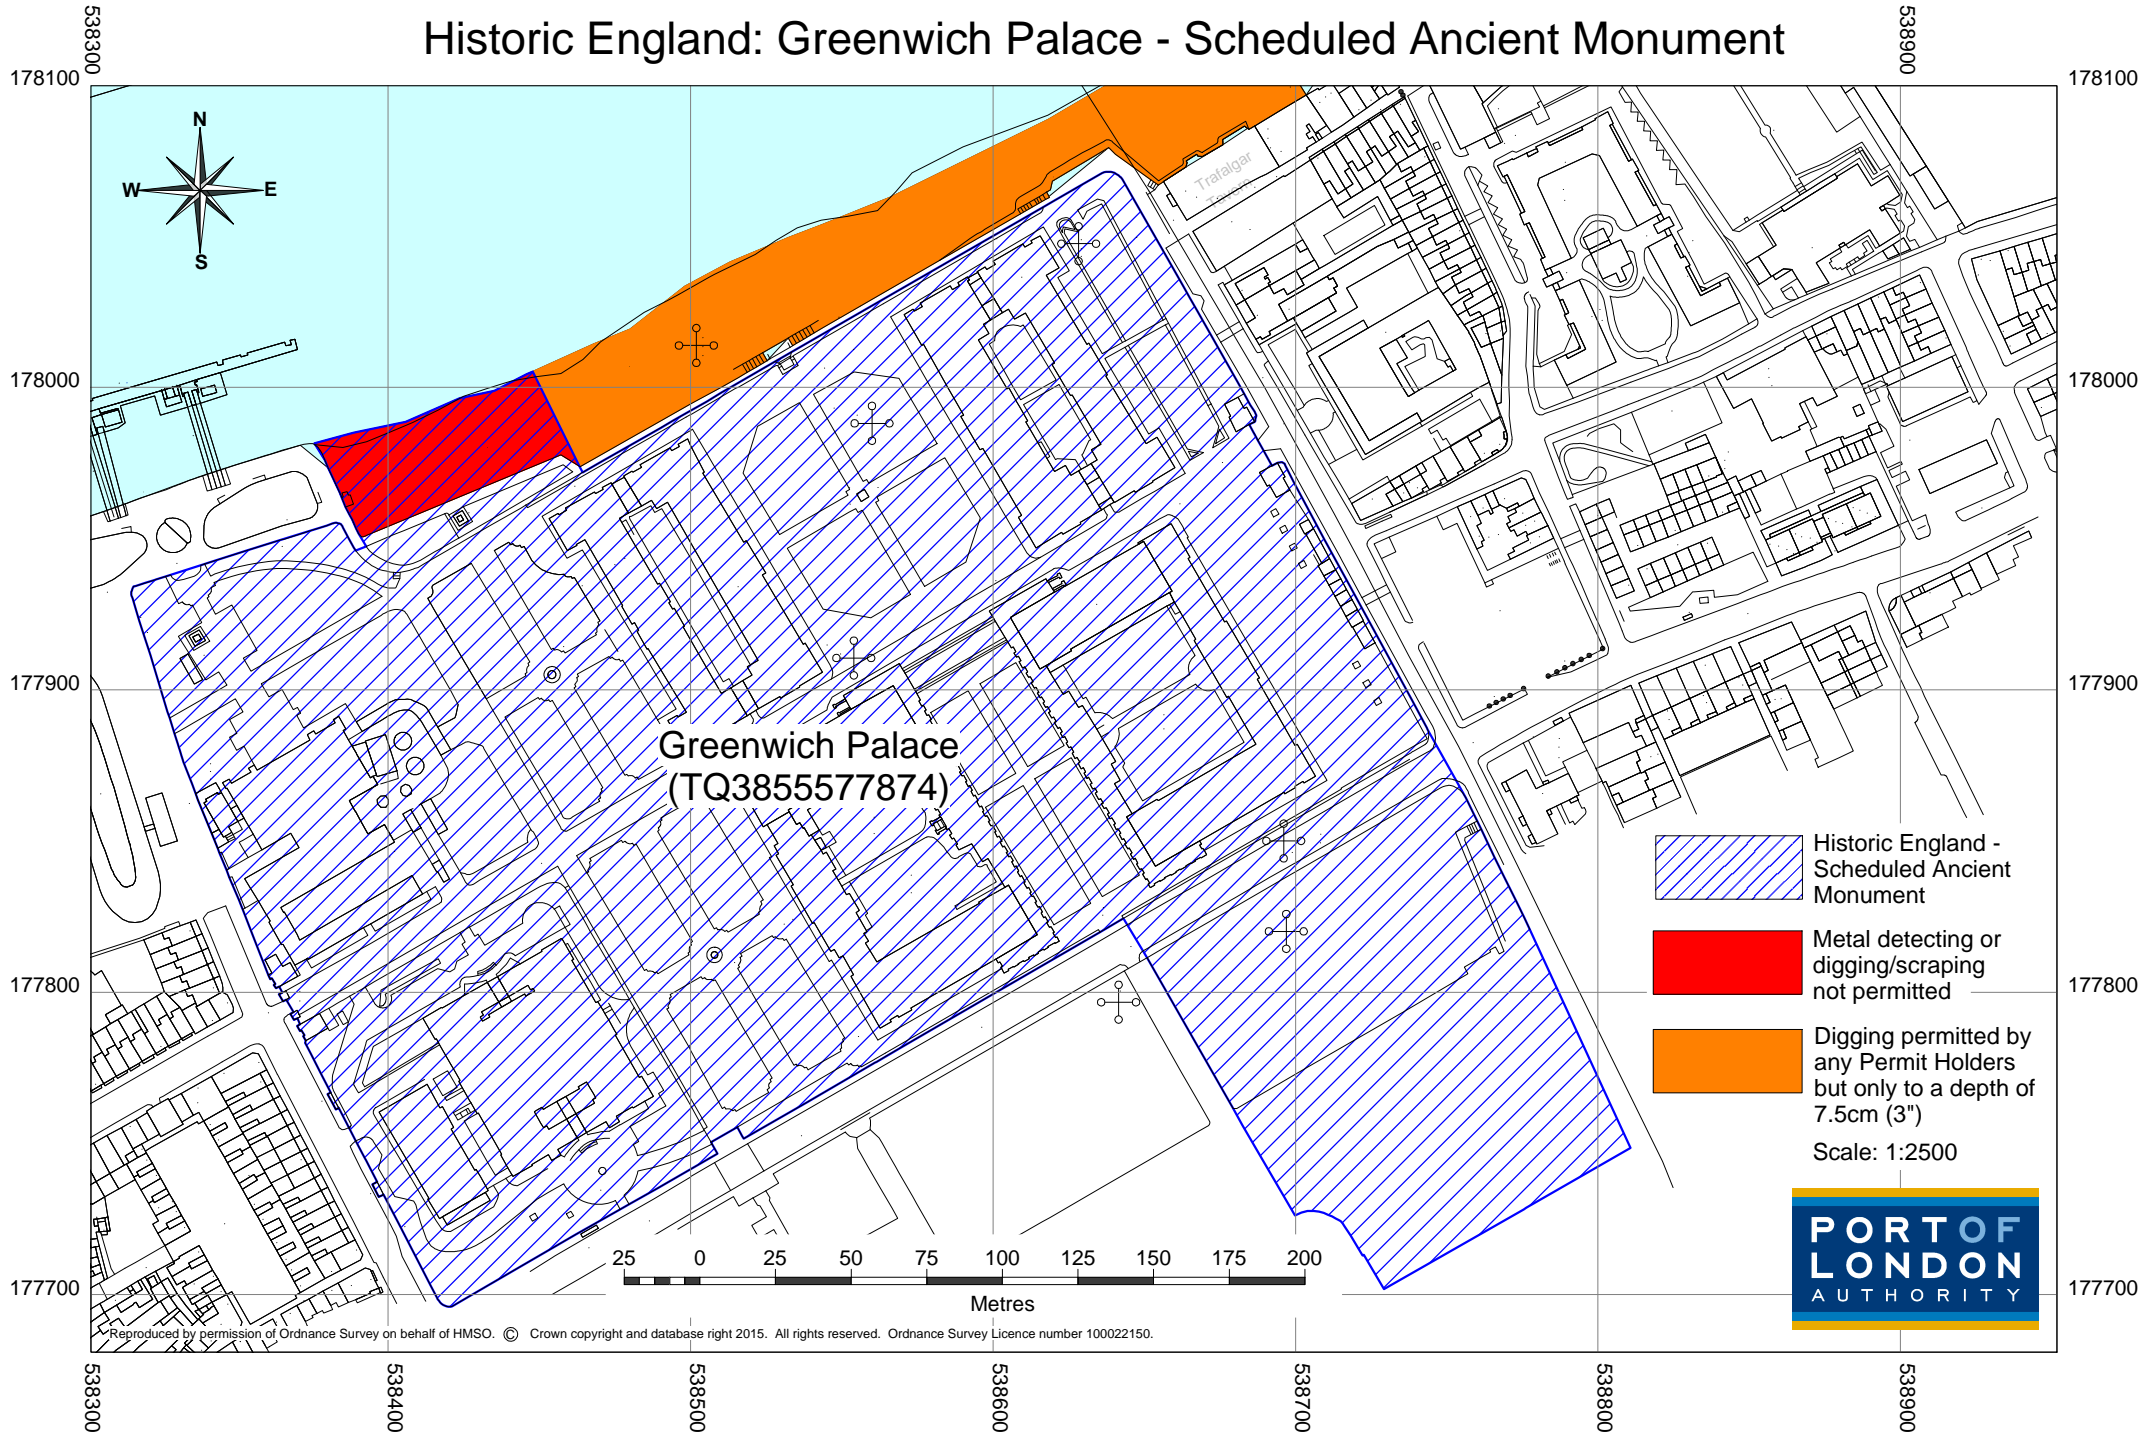 Historic England: Greenwich Palace - Scheduled Ancient Monument
538300
538900
178100
178100
N
W
E
S
Trafalgar
Tavern
178000
178000
177900
177900
Greenwich Palace
(TQ3855577874)
Historic England -
Scheduled Ancient
Monument
Metal detecting or
digging/scraping
not permitted
177800
177800
Digging permitted by
any Permit Holders
but only to a depth of
7.5cm (3")
Scale: 1:2500
PORT OF
LONDON
AUTHORITY
25 0 25 50 75 100 125 150 175 200
Metres
177700
177700
Reproduced by permission of Ordnance Survey on behalf of HMSO. © Crown copyright and database right 2015. All rights reserved. Ordnance Survey Licence number 100022150.
538300
538400
538500
538600
538700
538800
538900